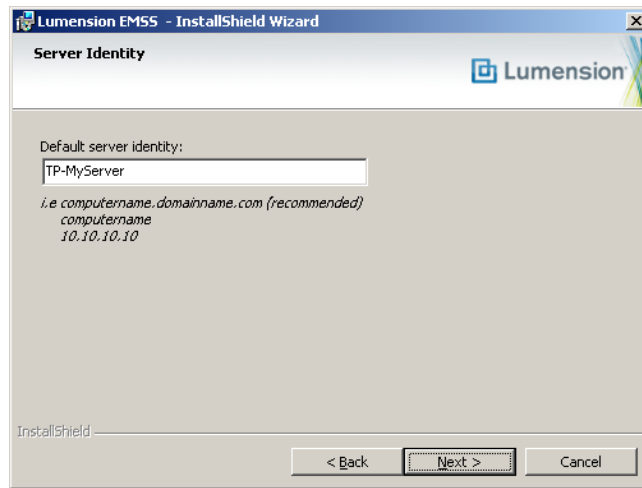 Lumension EMSS - InstallShield Wizard
Server Identity
Lumension
Default server identity:
TP-MyServer
i.e computername.domainname.com (recommended)
computername
10.10.10.10
InstallShield
< Back
Next >
Cancel